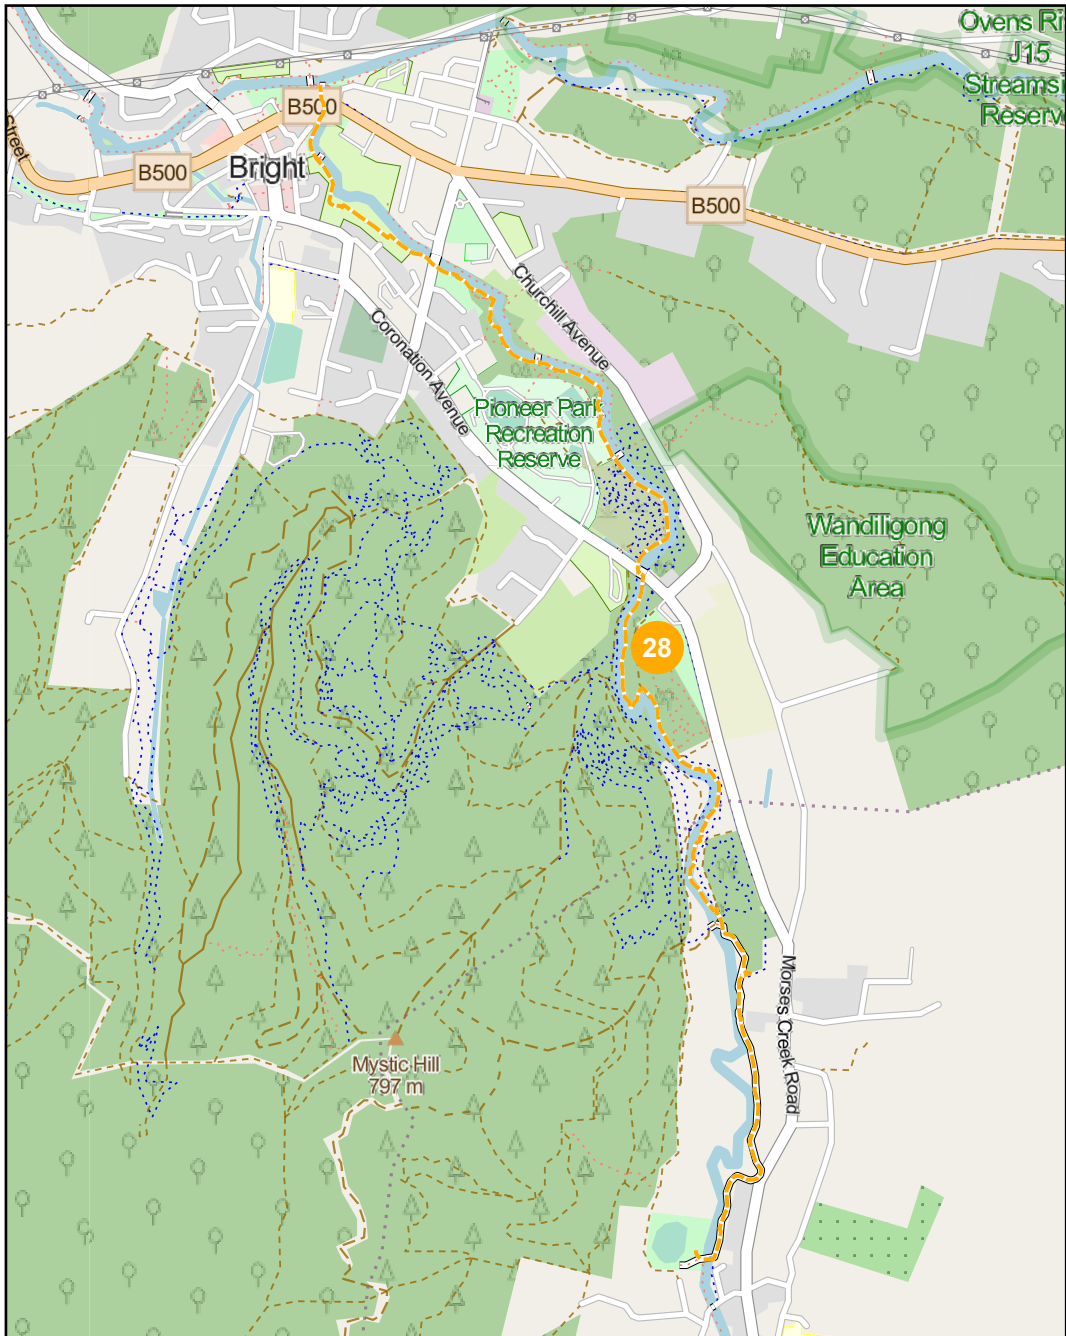 Ovens Ri
J15
Streamsi
Reserv
B500
Street
B500
Bright
B500
Churchill Avenue
Coronation Avenue
Pioneer Park
Recreation
Reserve
Wandiligong
Education
Area
28
Morses Creek Road
Mystic Hill
797 m